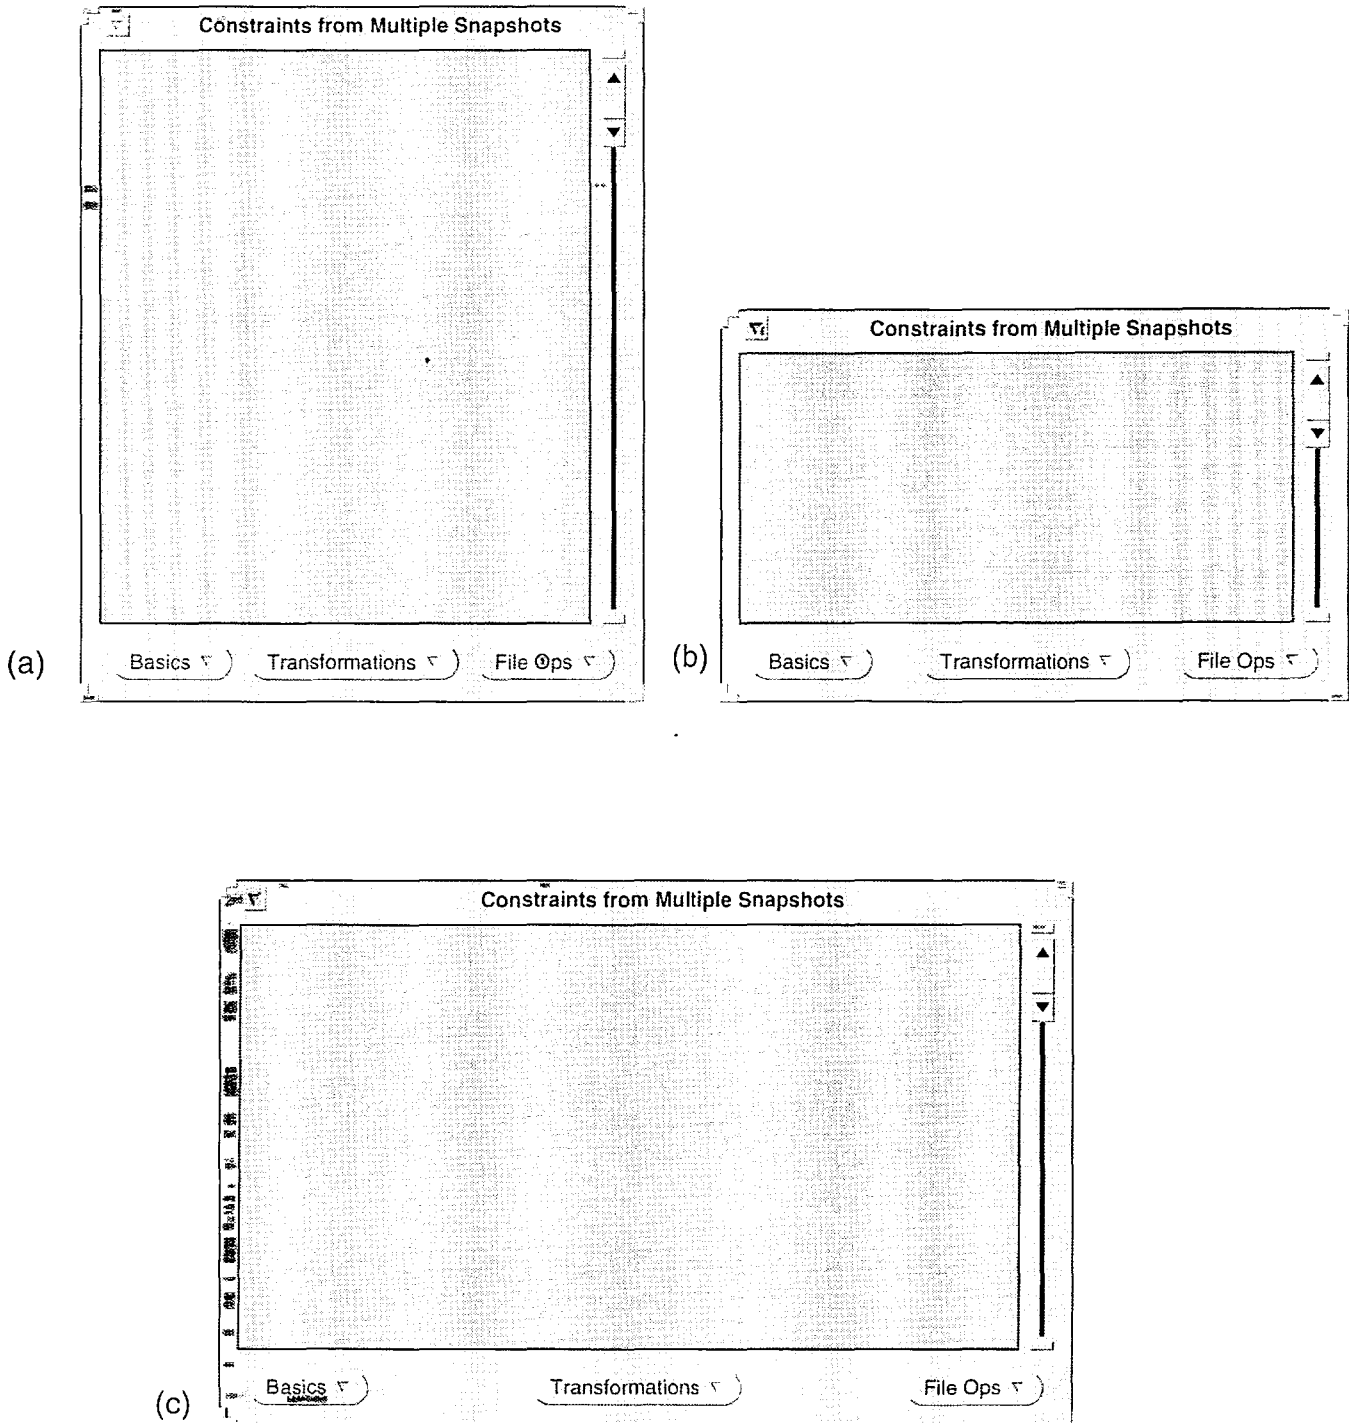 Constraints from Multiple Snapshots
(a)
Basics
Transformations
File Ops
Constraints from Multiple Snapshots
(b)
Basics
Transformations
File Ops
Constraints from Multiple Snapshots
(c)
Basics
Transformations
File Ops